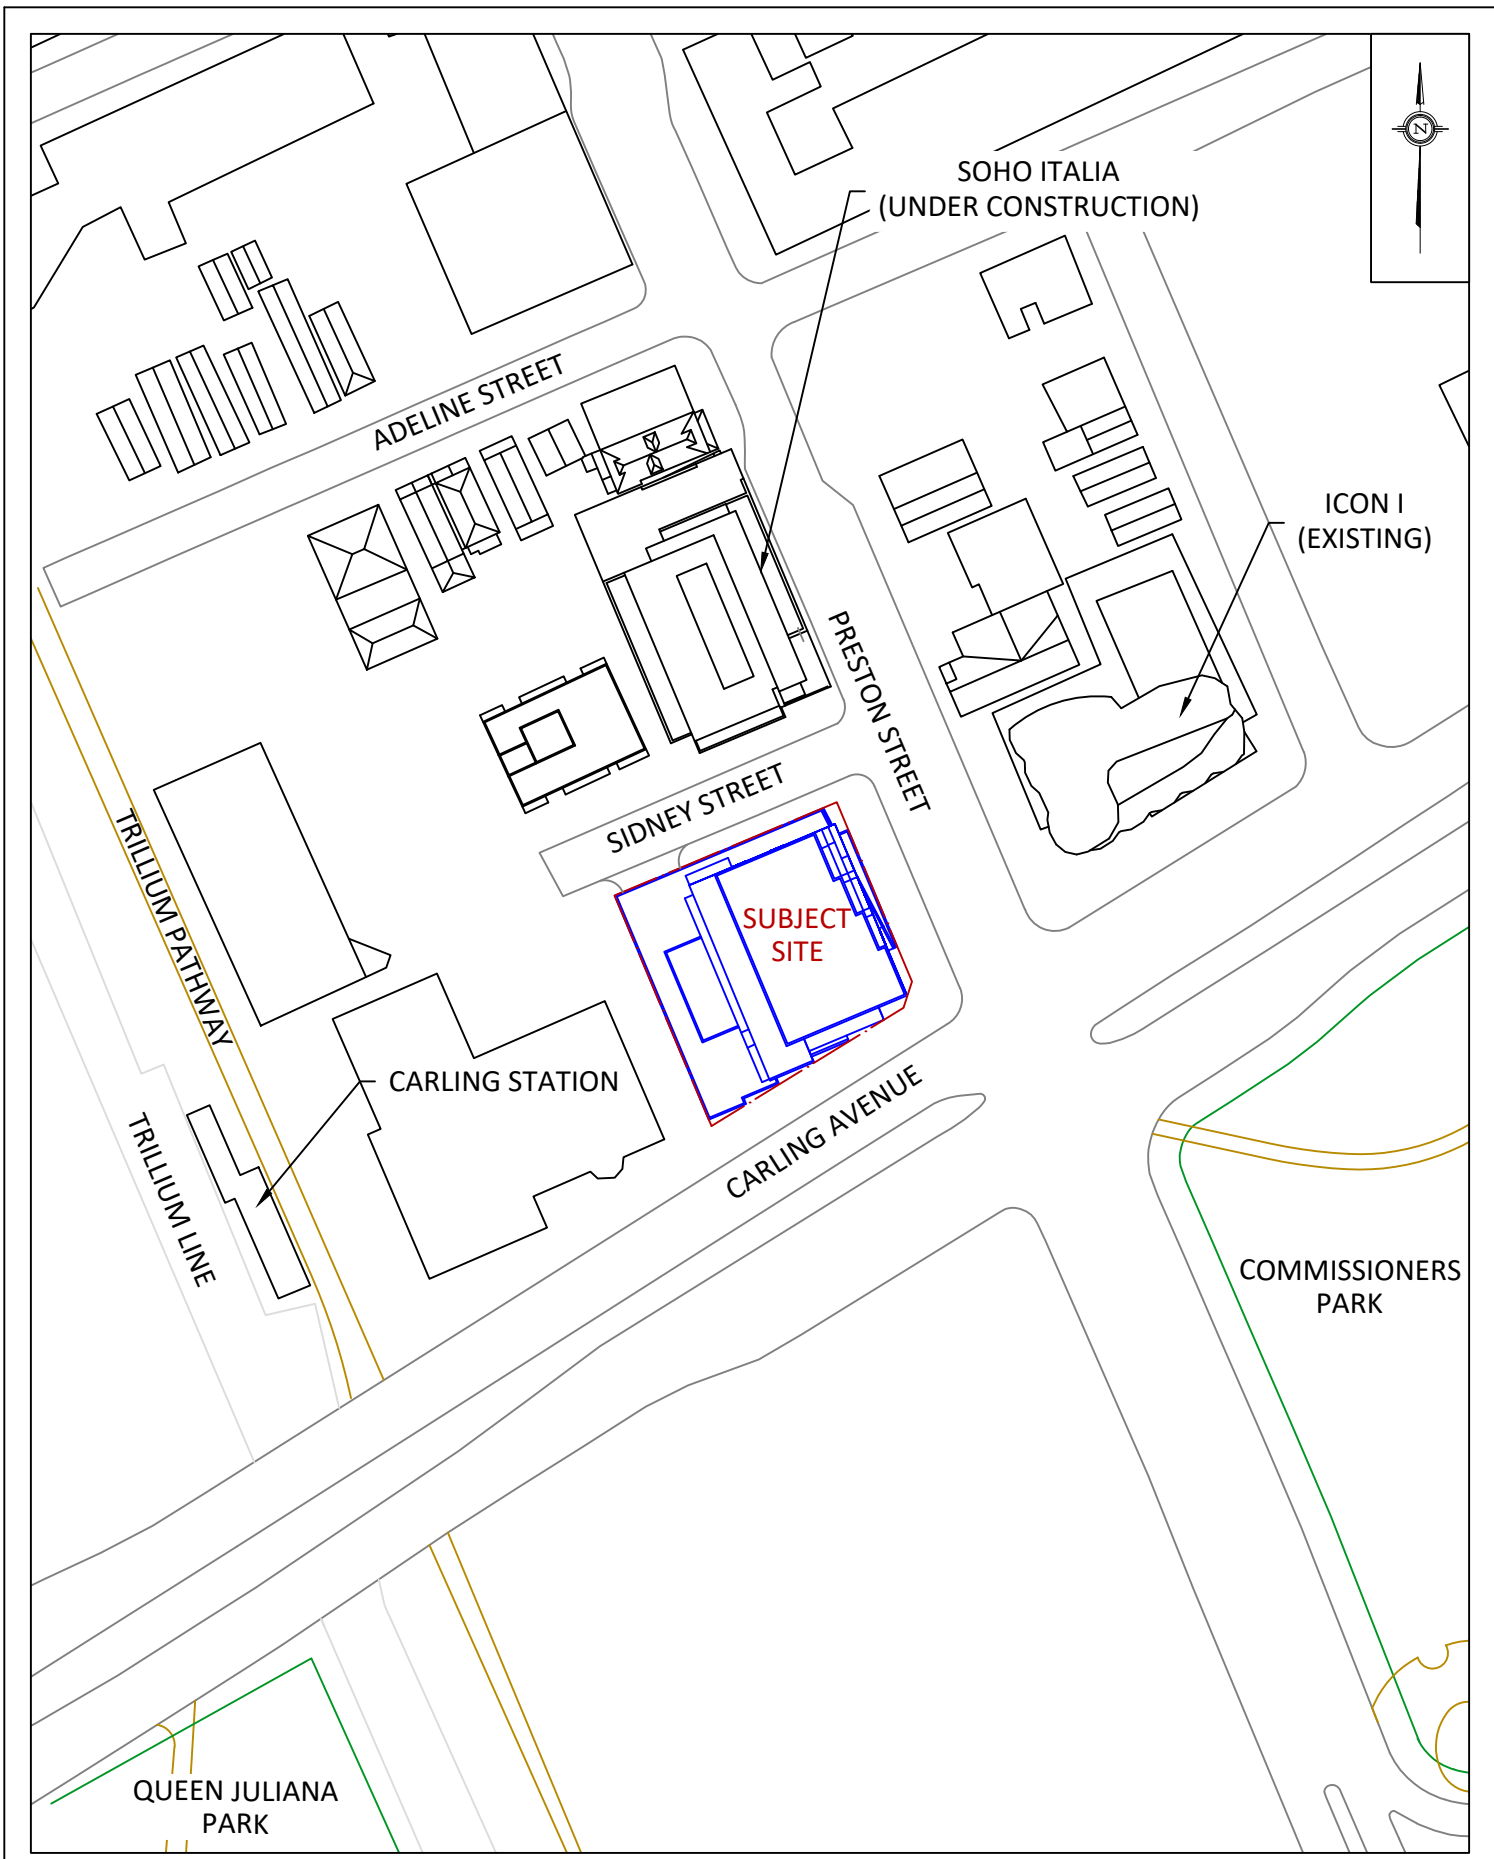 N
SOHO ITALIA
(UNDER CONSTRUCTION)
ADELINE STREET
ICON I
(EXISTING)
PRESTON STREET
SIDNEY STREET
TRILLIUM PATHWAY
SUBJECT
SITE
CARLING STATION
CARLING AVENUE
TRILLIUM LINE
COMMISSIONERS
PARK
QUEEN JULIANA
PARK